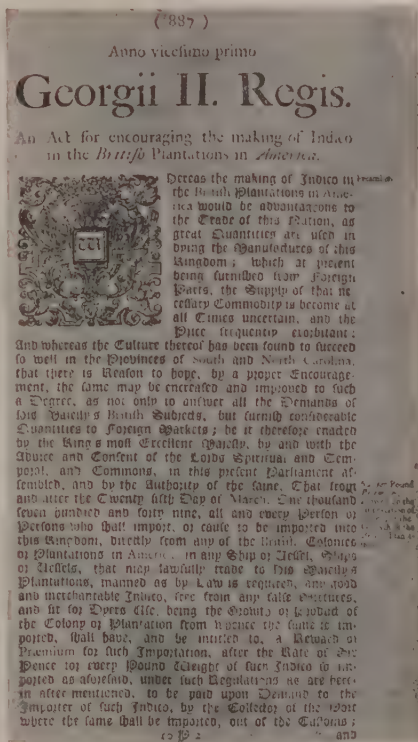 ( 887 )
Anno vicesimo primo
Georgii II. Regis.
An Act for encouraging the making of Indico
in the British Plantations in America.
Hereas the making of Indico in
the British Plantations in Ame-
rica would be advantageous to
the Trade of this Nation, as
great Quantities are used in
dying the Manufactures of this
Kingdom; which at present
being furnished from Foreign
Parts, the Supply of that ne
cessary Commodity is become at
all Times uncertain, and the
Price frequently exorbitant:
And whereas the Culture thereof has been found to succeed
so well in the Provinces of South and North Carolina,
that there is Reason to hope, by a proper Encourage-
ment, the same may be encreased and improved to such
a Degree, as not only to answer all the Demands of
his Majesty's British Subjects, but furnish considerable
Quantities to Foreign Markets; be it therefore enacted
by the King's most Excellent Majesty, by and with the
Advice and Consent of the Lords Spiritual and Tem-
poral, and Commons, in this present Parliament as-
sembled, and by the Authority of the same, That from
and after the Twenty fifth Day of March, One thousand
seven hundred and forty nine, all and every Person or
Persons who shall import, or cause to be imported into
this Kingdom, directly from any of the British Colonies
or Plantations in America, in any Ship or Vessel, Ships
or Vessels, that may lawfully trade to His Majesty's
Plantations, manned as by Law is required, any good
and merchantable Indico, free from any false Mixtures,
and fit for Dyers Use, being the Growth or Product of
the Colony or Plantation from whence the same is im-
ported, shall have, and be intitled to, a Reward or
Præmium for such Importation, after the Rate of Six
Pence for every Pound Weight of such Indico so im-
ported as aforesaid, under such Regulations as are here-
in after mentioned, to be paid upon Demand to the
Importer of such Indico, by the Collector of the Port
where the same shall be imported, out of the Customs;
and